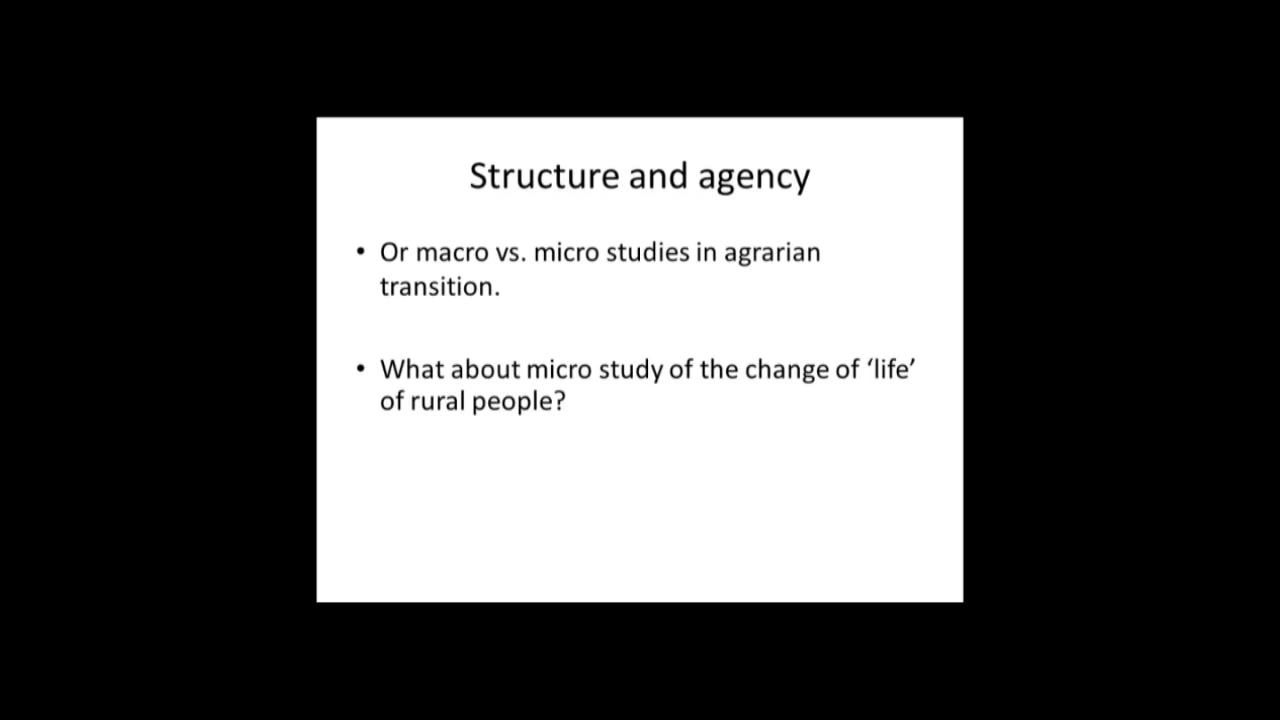 Structure and agency
• Or macro vs. micro studies in agrarian
transition.
• What about micro study of the change of ‘life’
of rural people?